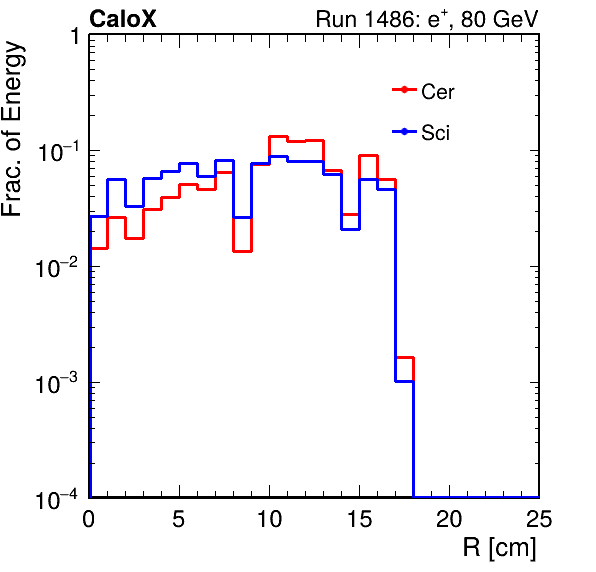 CaloX Run 1486: e⁺, 80 GeV
Frac. of Energy
1
10⁻¹
10⁻²
10⁻³
10⁻⁴
Cer
Sci
0 5 10 15 20 25
R [cm]